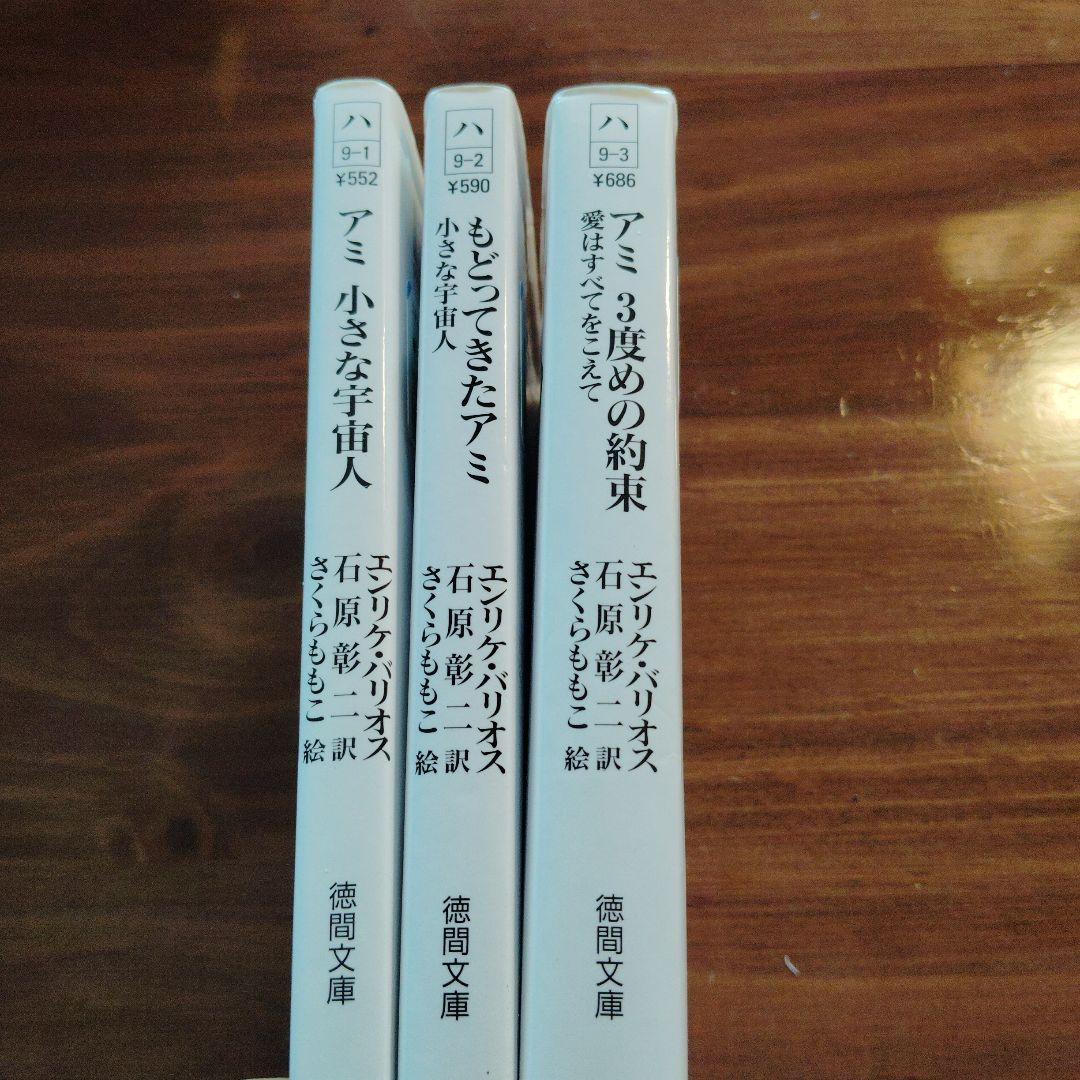 ハ
9-1
¥552
アミ 小さな宇宙人
エンリケ・バリオス
石原彰二 訳
さくらももこ 絵
徳間文庫
ハ
9-2
¥590
もどってきたアミ
小さな宇宙人
エンリケ・バリオス
石原彰二 訳
さくらももこ 絵
徳間文庫
ハ
9-3
¥686
アミ 3度めの約束
愛はすべてをこえて
エンリケ・バリオス
石原彰二 訳
さくらももこ 絵
徳間文庫